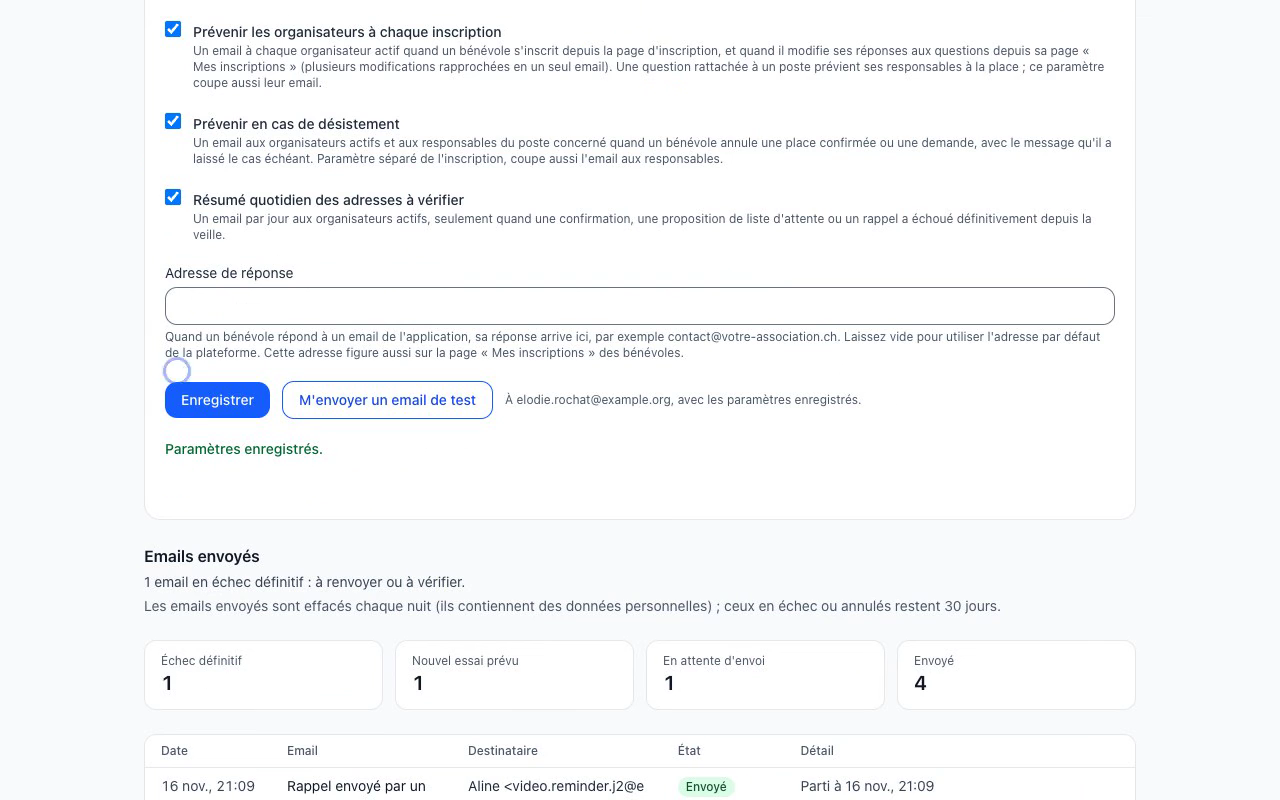 Prévenir les organisateurs à chaque inscription
Un email à chaque organisateur actif quand un bénévole s'inscrit depuis la page d'inscription, et quand il modifie ses réponses aux questions depuis sa page «
Mes inscriptions » (plusieurs modifications rapprochées en un seul email). Une question rattachée à un poste prévient ses responsables à la place ; ce paramètre
coupe aussi leur email.
Prévenir en cas de désistement
Un email aux organisateurs actifs et aux responsables du poste concerné quand un bénévole annule une place confirmée ou une demande, avec le message qu'il a
laissé le cas échéant. Paramètre séparé de l'inscription, coupe aussi l'email aux responsables.
Résumé quotidien des adresses à vérifier
Un email par jour aux organisateurs actifs, seulement quand une confirmation, une proposition de liste d'attente ou un rappel a échoué définitivement depuis la
veille.
Adresse de réponse
Quand un bénévole répond à un email de l'application, sa réponse arrive ici, par exemple contact@votre-association.ch. Laissez vide pour utiliser l'adresse par défaut
de la plateforme. Cette adresse figure aussi sur la page « Mes inscriptions » des bénévoles.
Enregistrer M'envoyer un email de test À elodie.rochat@example.org, avec les paramètres enregistrés.
Paramètres enregistrés.
Emails envoyés
1 email en échec définitif : à renvoyer ou à vérifier.
Les emails envoyés sont effacés chaque nuit (ils contiennent des données personnelles) ; ceux en échec ou annulés restent 30 jours.
Échec définitif Nouvel essai prévu En attente d'envoi Envoyé
1 1 1 4
Date Email Destinataire État Détail
16 nov., 21:09 Rappel envoyé par un Aline <video.reminder.j2@e Envoyé Parti à 16 nov., 21:09